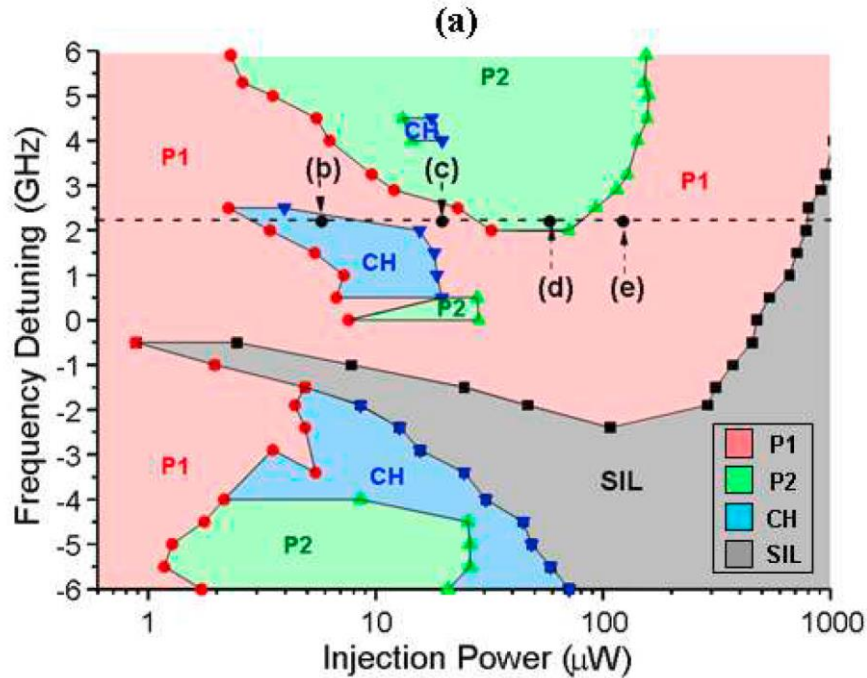 (a)
6
5
4
3
2
1
0
-1
-2
-3
-4
-5
-6
Frequency Detuning (GHz)
P2
CH
P1
(b)
(c)
P1
CH
(d)
(e)
P2
P1
CH
SIL
P2
P1
P2
CH
SIL
1
10
100
1000
Injection Power (μW)